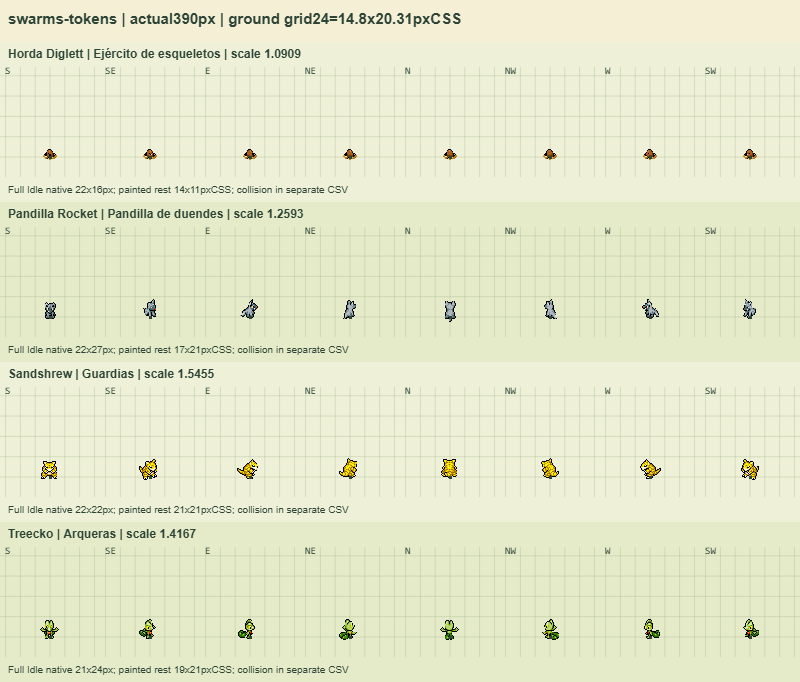 swarms-tokens | actual390px | ground grid24=14.8x20.31pxCSS
Horda Diglett | Ejército de esqueletos | scale 1.0909
S SE E NE N NW W SW
Full Idle native 22x16px; painted rest 14x11pxCSS; collision in separate CSV
Pandilla Rocket | Pandilla de duendes | scale 1.2593
S SE E NE N NW W SW
Full Idle native 22x27px; painted rest 17x21pxCSS; collision in separate CSV
Sandshrew | Guardias | scale 1.5455
S SE E NE N NW W SW
Full Idle native 22x22px; painted rest 21x21pxCSS; collision in separate CSV
Treecko | Arqueras | scale 1.4167
S SE E NE N NW W SW
Full Idle native 21x24px; painted rest 19x21pxCSS; collision in separate CSV